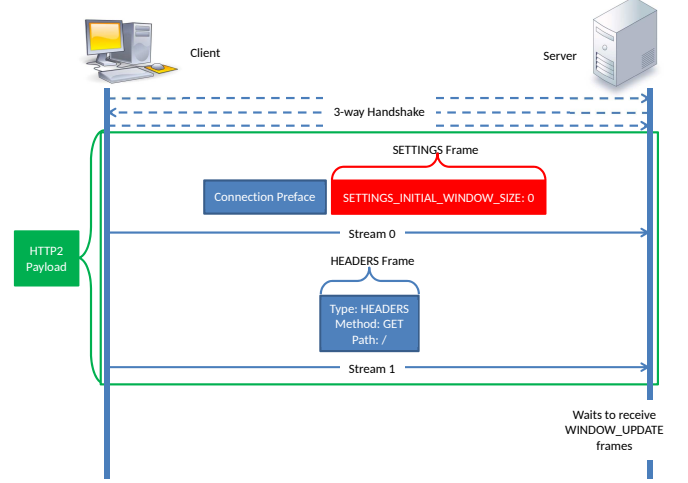 Client
Server
3-way Handshake
SETTINGS Frame
Connection Preface
SETTINGS_INITIAL_WINDOW_SIZE: 0
Stream 0
HTTP2
Payload
HEADERS Frame
Type: HEADERS
Method: GET
Path: /
Stream 1
Waits to receive
WINDOW_UPDATE
frames